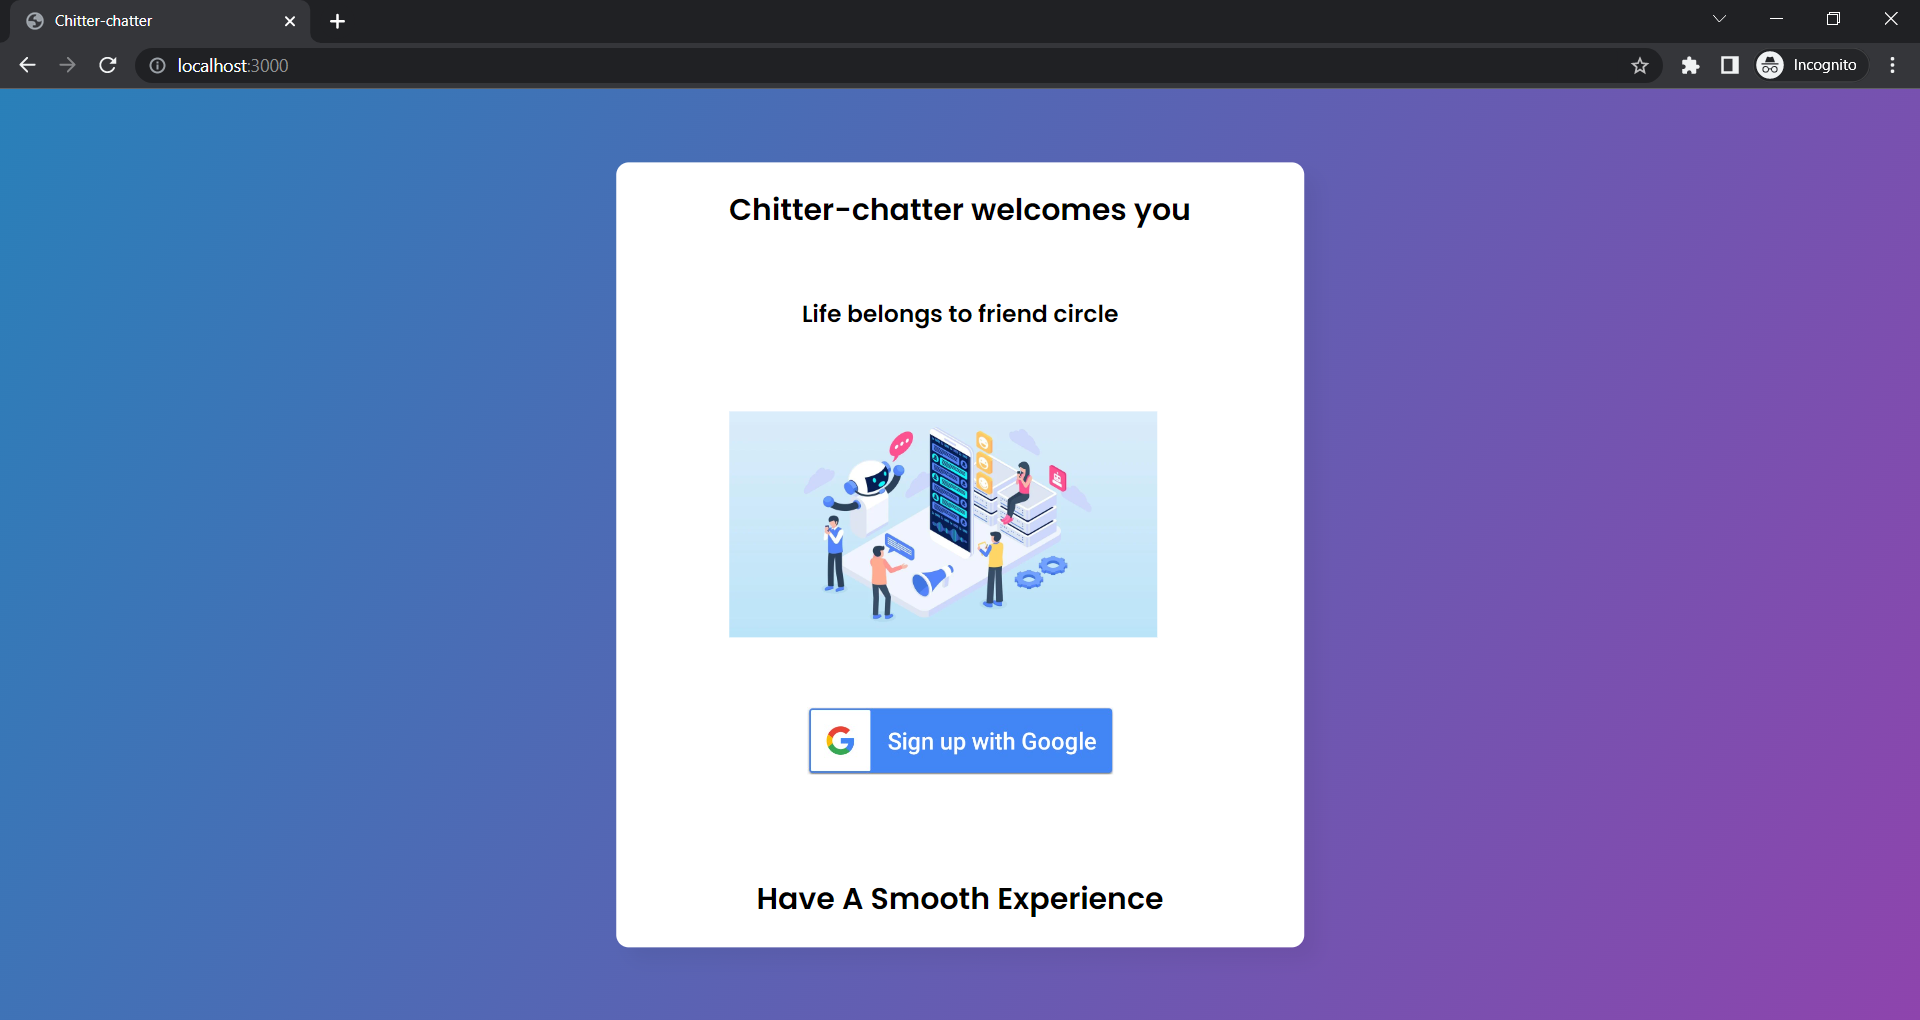 Chitter-chatter
localhost:3000
Incognito
Chitter-chatter welcomes you
Life belongs to friend circle
Sign up with Google
Have A Smooth Experience